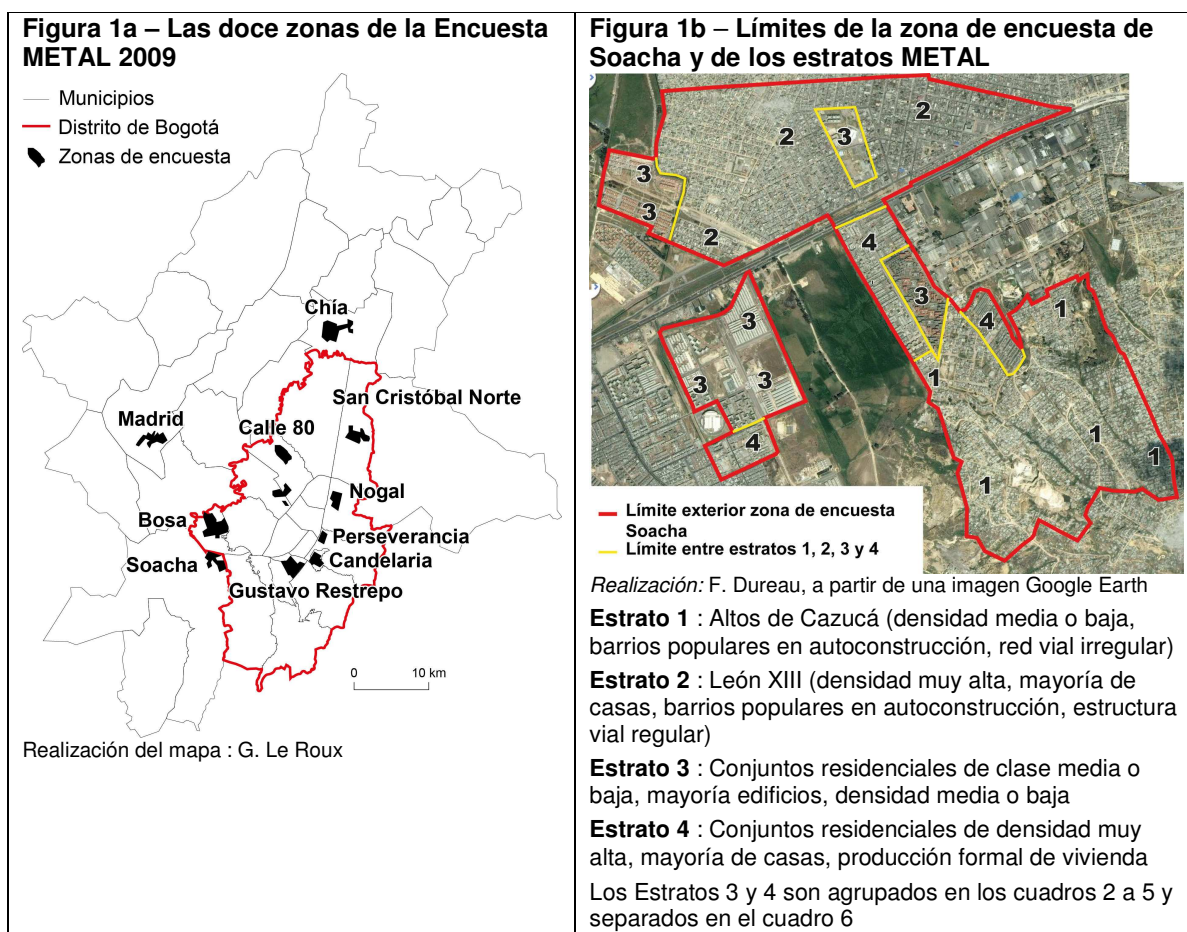 Figura 1a – Las doce zonas de la Encuesta
METAL 2009
Municipios
Distrito de Bogotá
Zonas de encuesta
Chía
San Cristóbal Norte
Madrid
Calle 80
Nogal
Bosa
Perseverancia
Soacha
Candelaria
Gustavo Restrepo
0 10 km
Realización del mapa : G. Le Roux
Figura 1b – Límites de la zona de encuesta de
Soacha y de los estratos METAL
2
2
3
3
3
2
4
3
3
4
1
1
3
3
4
1
1
1
Límite exterior zona de encuesta
Soacha
Límite entre estratos 1, 2, 3 y 4
Realización: F. Dureau, a partir de una imagen Google Earth
Estrato 1 : Altos de Cazucá (densidad media o baja,
barrios populares en autoconstrucción, red vial irregular)
Estrato 2 : León XIII (densidad muy alta, mayoría de
casas, barrios populares en autoconstrucción, estructura
vial regular)
Estrato 3 : Conjuntos residenciales de clase media o
baja, mayoría edificios, densidad media o baja
Estrato 4 : Conjuntos residenciales de densidad muy
alta, mayoría de casas, producción formal de vivienda
Los Estratos 3 y 4 son agrupados en los cuadros 2 a 5 y
separados en el cuadro 6